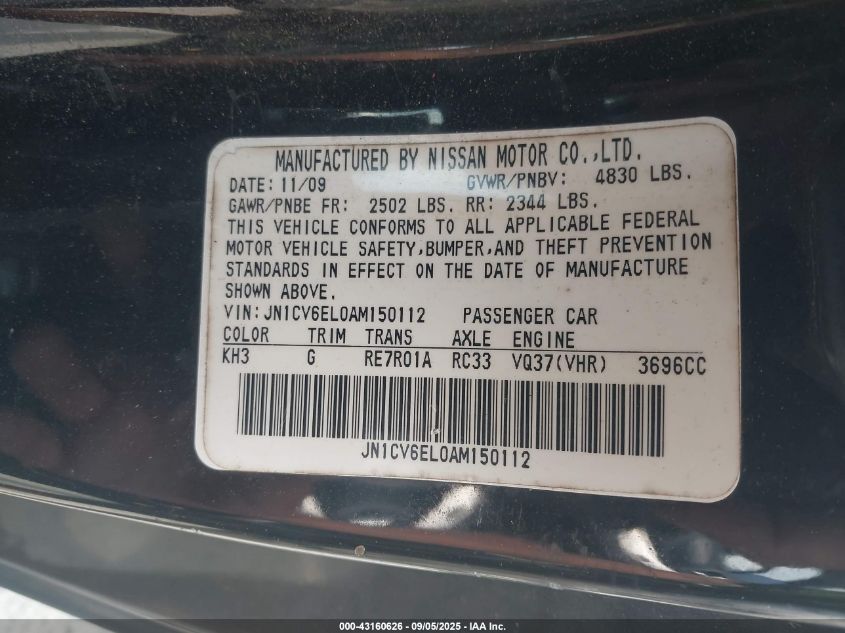 MANUFACTURED BY NISSAN MOTOR CO.,LTD.
DATE: 11/09 GVWR/PNBV: 4830 LBS.
GAWR/PNBE FR: 2502 LBS. RR: 2344 LBS.
THIS VEHICLE CONFORMS TO ALL APPLICABLE FEDERAL
MOTOR VEHICLE SAFETY,BUMPER,AND THEFT PREVENTION
STANDARDS IN EFFECT ON THE DATE OF MANUFACTURE
SHOWN ABOVE.
VIN:JN1CV6EL0AM150112 PASSENGER CAR
COLOR TRIM TRANS AXLE ENGINE
KH3 G RE7R01A RC33 VQ37(VHR) 3696CC
JN1CV6EL0AM150112
000-43160626 - 09/05/2025 - IAA Inc.